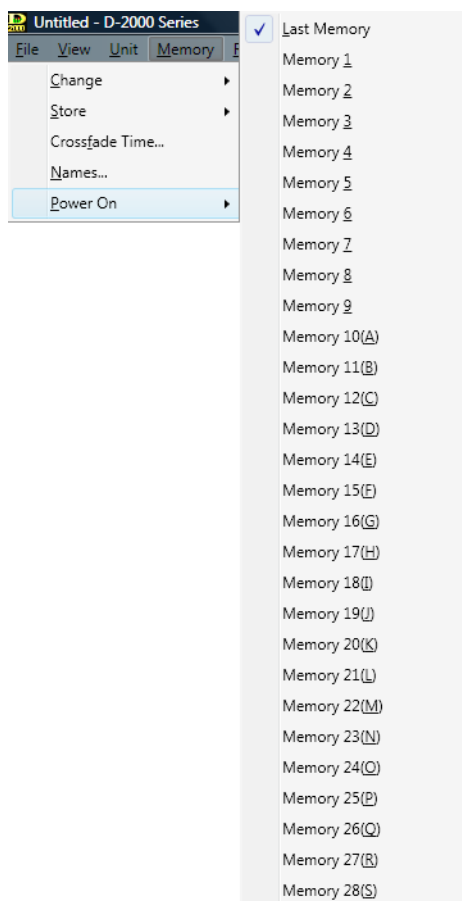 D
2000
Untitled - D-2000 Series
File View Unit Memory
Change
Store
Crossfade Time...
Names...
Power On
Last Memory
Memory 1
Memory 2
Memory 3
Memory 4
Memory 5
Memory 6
Memory 7
Memory 8
Memory 9
Memory 10(A)
Memory 11(B)
Memory 12(C)
Memory 13(D)
Memory 14(E)
Memory 15(F)
Memory 16(G)
Memory 17(H)
Memory 18(I)
Memory 19(J)
Memory 20(K)
Memory 21(L)
Memory 22(M)
Memory 23(N)
Memory 24(O)
Memory 25(P)
Memory 26(Q)
Memory 27(R)
Memory 28(S)